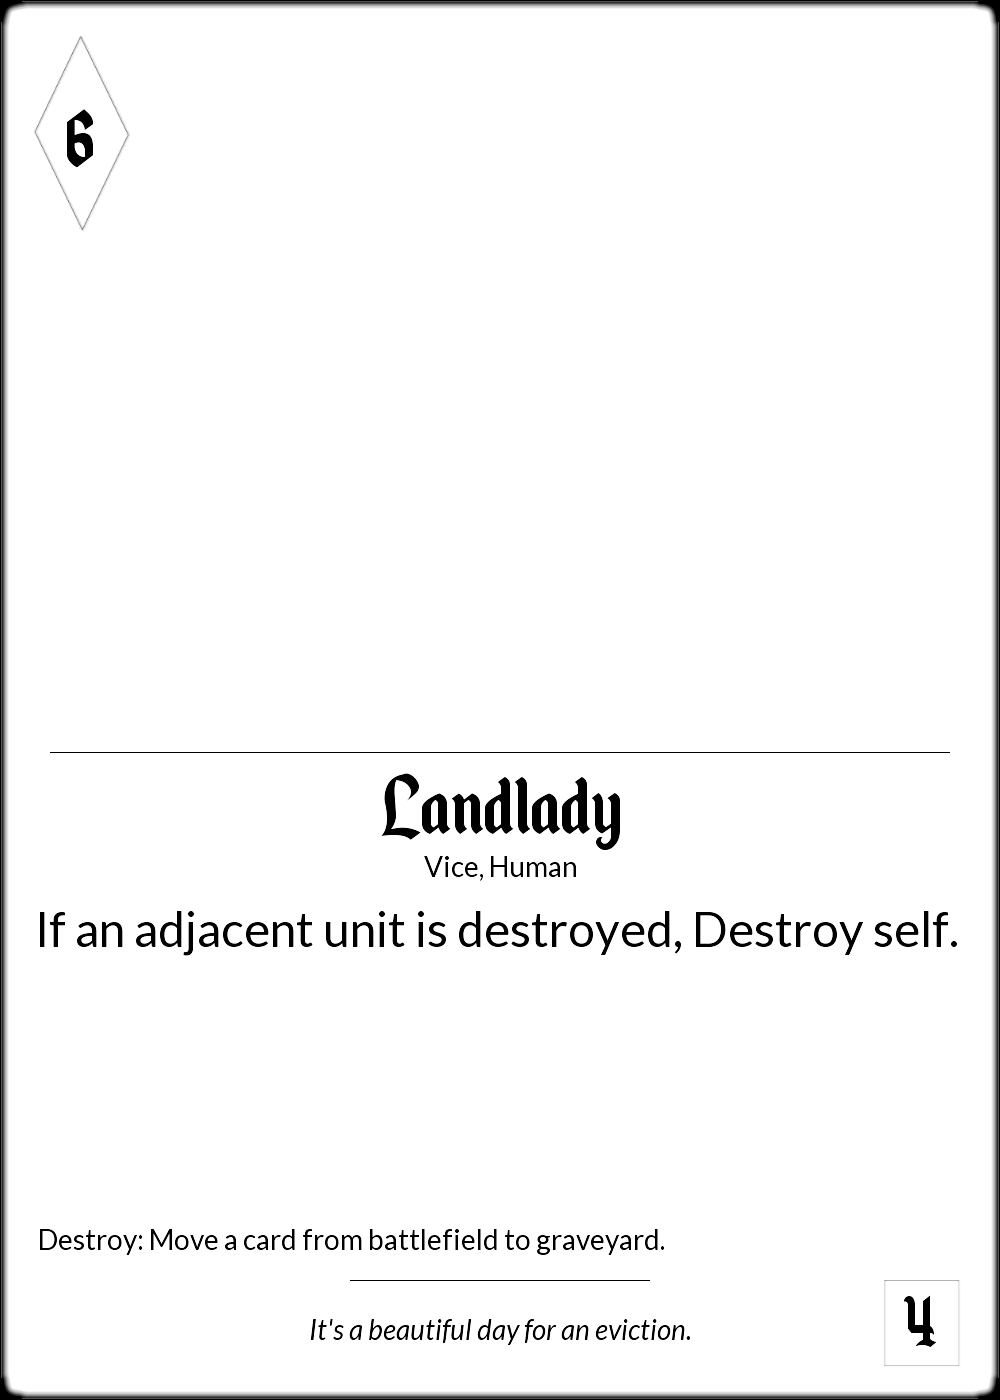 6
Landlady
Vice, Human
If an adjacent unit is destroyed, Destroy self.
Destroy: Move a card from battlefield to graveyard.
It's a beautiful day for an eviction.
4